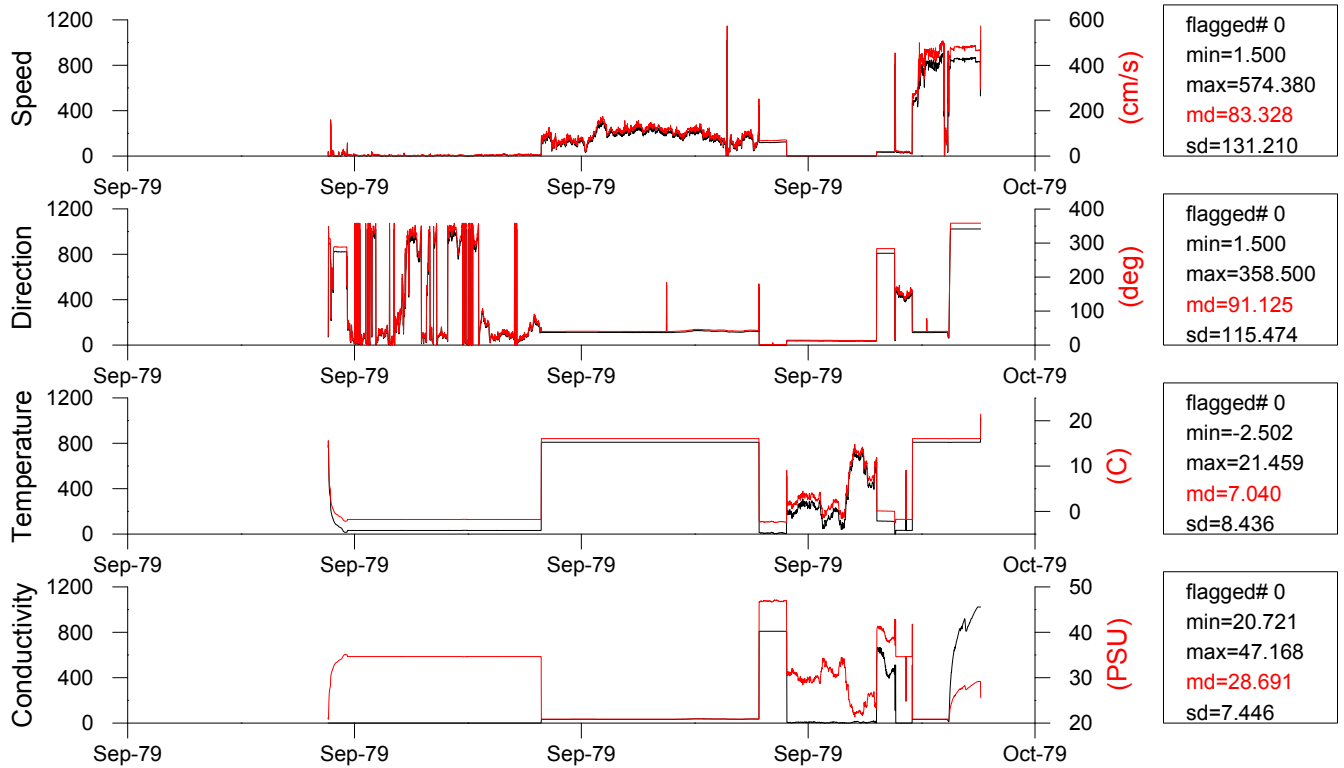 1200
800
400
0
Speed
600
400
200
0
(cm/s)
Sep-79 Sep-79 Sep-79 Sep-79 Oct-79
flagged# 0
min=1.500
max=574.380
md=83.328
sd=131.210
1200
800
400
0
Direction
400
300
200
100
0
(deg)
Sep-79 Sep-79 Sep-79 Sep-79 Oct-79
flagged# 0
min=1.500
max=358.500
md=91.125
sd=115.474
1200
800
400
0
Temperature
20
15
10
0
(C)
Sep-79 Sep-79 Sep-79 Sep-79 Oct-79
flagged# 0
min=-2.502
max=21.459
md=7.040
sd=8.436
1200
800
400
0
Conductivity
50
40
30
20
(PSU)
Sep-79 Sep-79 Sep-79 Sep-79 Oct-79
flagged# 0
min=20.721
max=47.168
md=28.691
sd=7.446